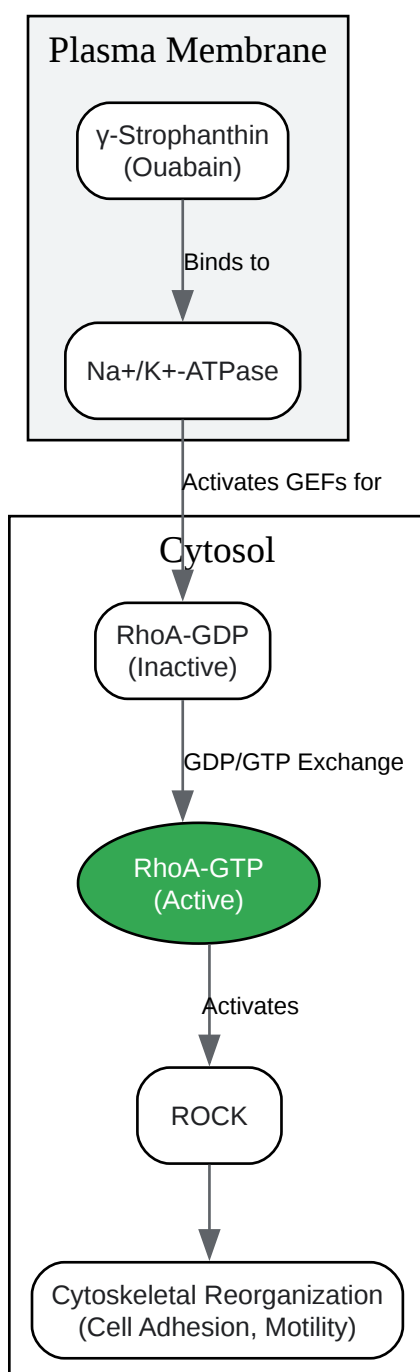 Plasma Membrane
γ-Strophanthin
(Ouabain)
Binds to
Na+/K+-ATPase
Activates GEFs for
Cytosol
RhoA-GDP
(Inactive)
GDP/GTP Exchange
RhoA-GTP
(Active)
Activates
ROCK
Cytoskeletal Reorganization
(Cell Adhesion, Motility)